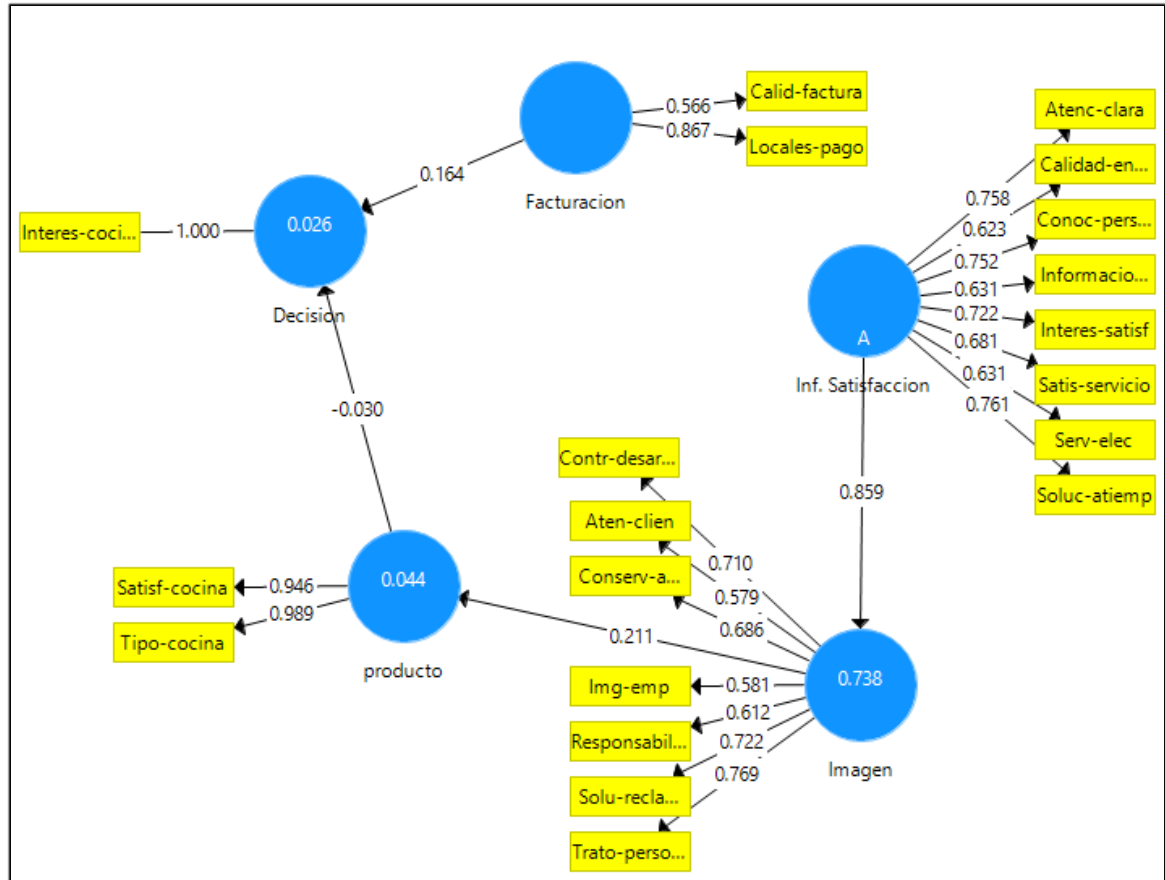 Facturacion
0.566
Calid-factura
0.867
Locales-pago
0.164
Interes-coci...
1.000
0.026
Decision
-0.030
A
Inf. Satisfaccion
0.758
0.623
0.752
0.631
0.722
0.681
0.631
0.761
Atenc-clara
Calidad-en...
Conoc-pers...
Informacio...
Interes-satisf
Satis-servicio
Serv-elec
Soluc-atiemp
0.859
Contr-desar...
Aten-clien
Conserv-a...
0.710
0.579
0.686
Satisf-cocina
0.946
Tipo-cocina
0.989
0.044
producto
0.211
Img-emp
0.581
Responsabil...
0.612
Solu-recla...
0.722
Trato-perso...
0.769
0.738
Imagen